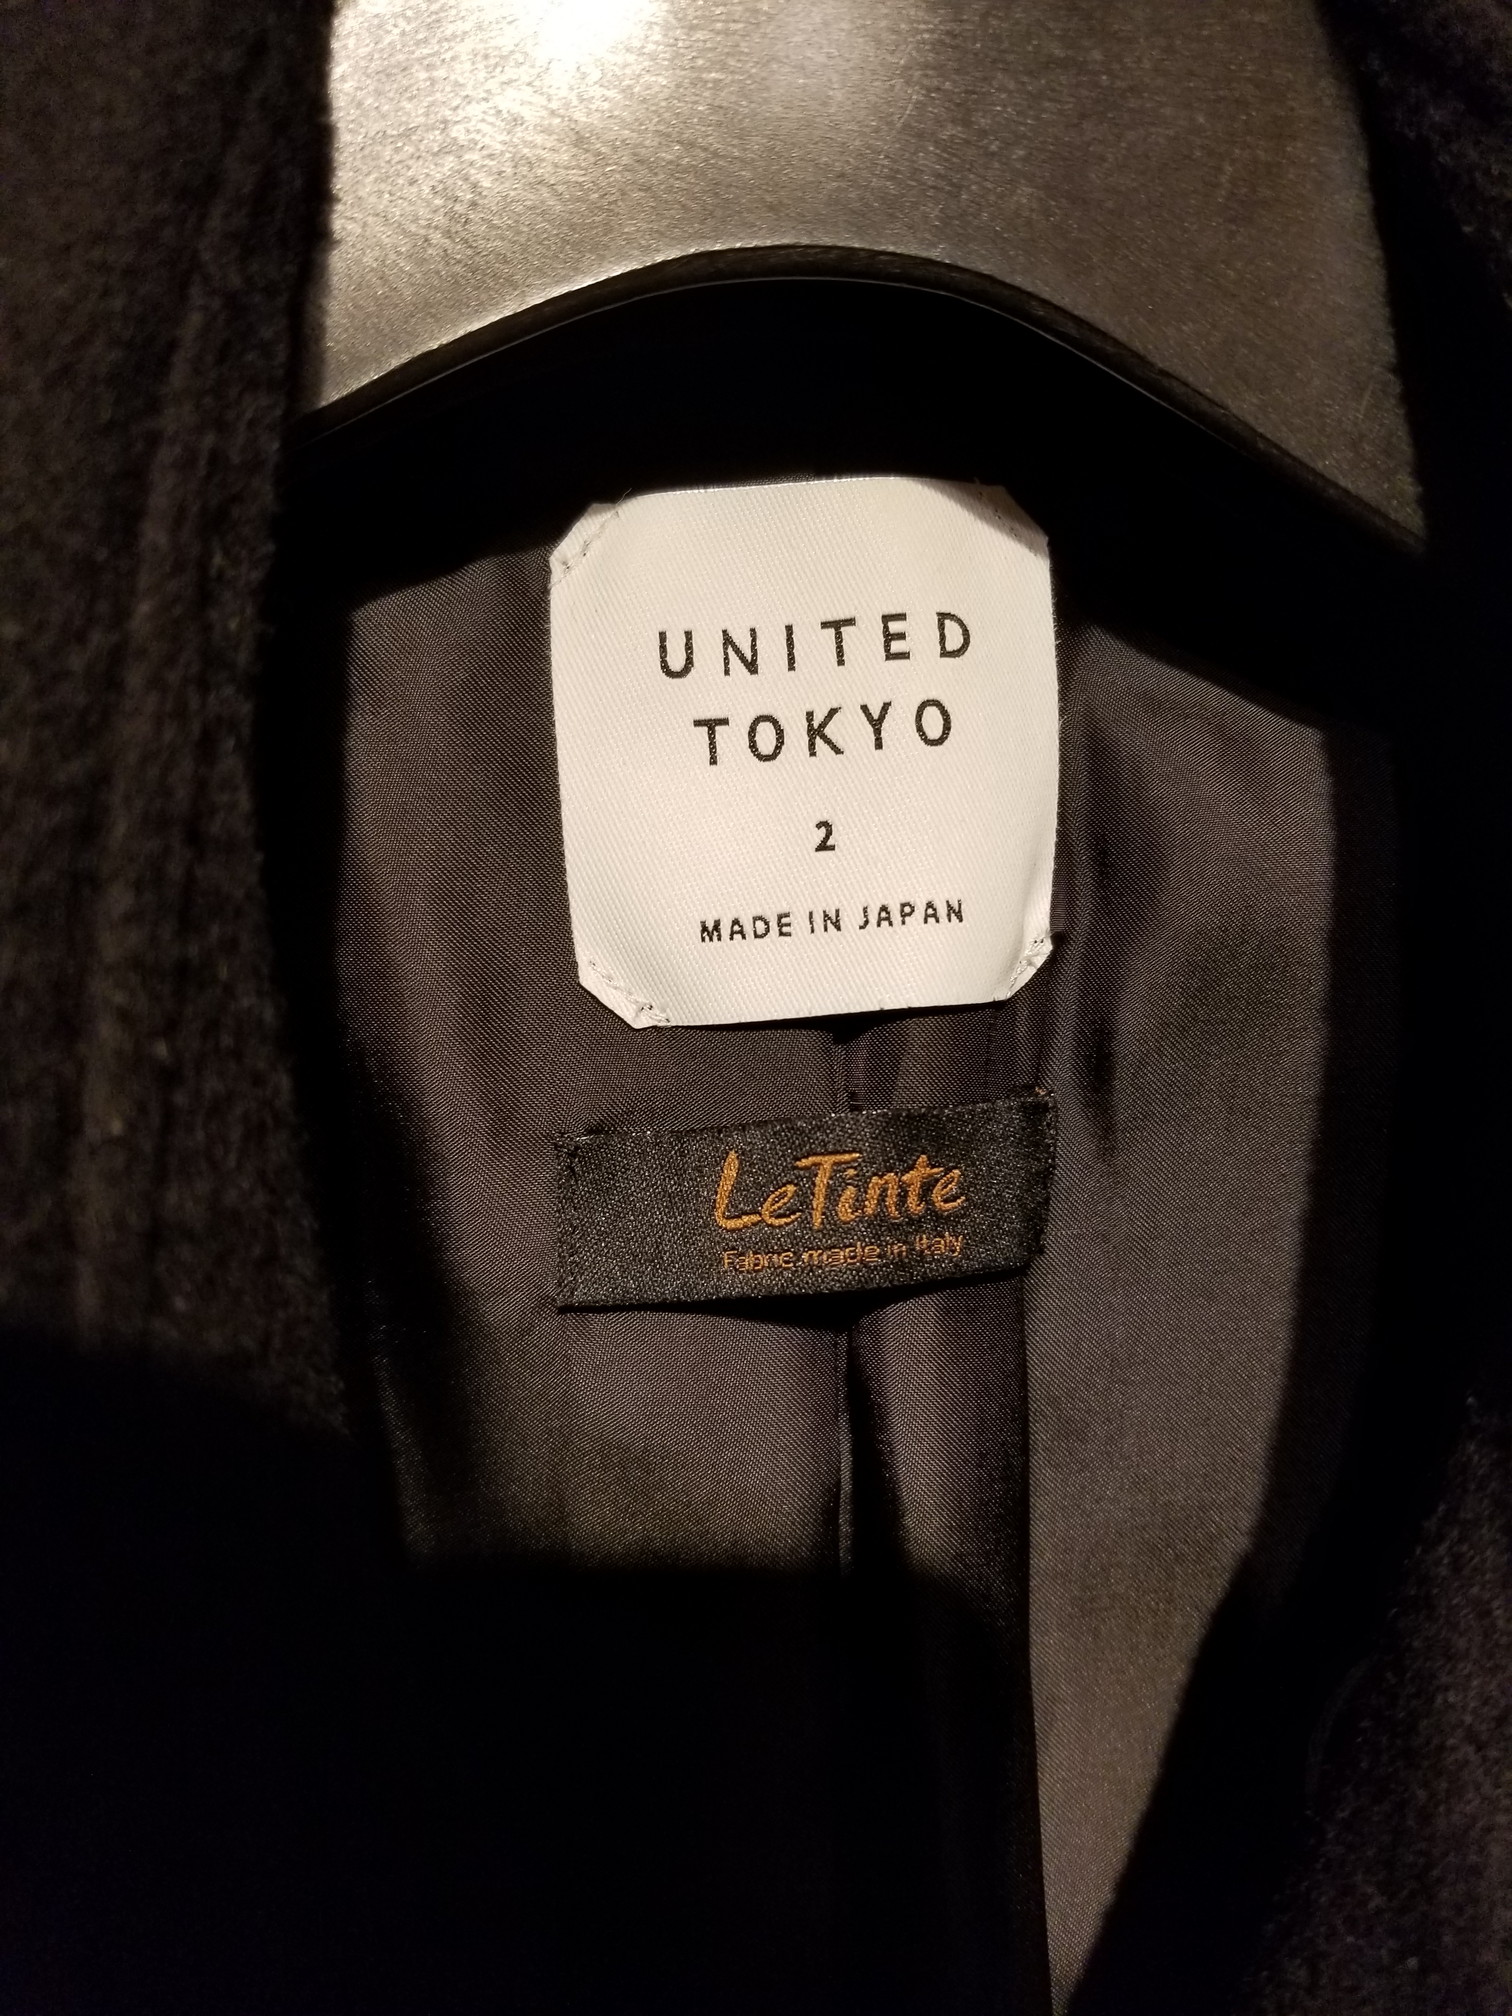 UNITED
TOKYO
2
MADE IN JAPAN
LeTinte
Fabric made in Italy